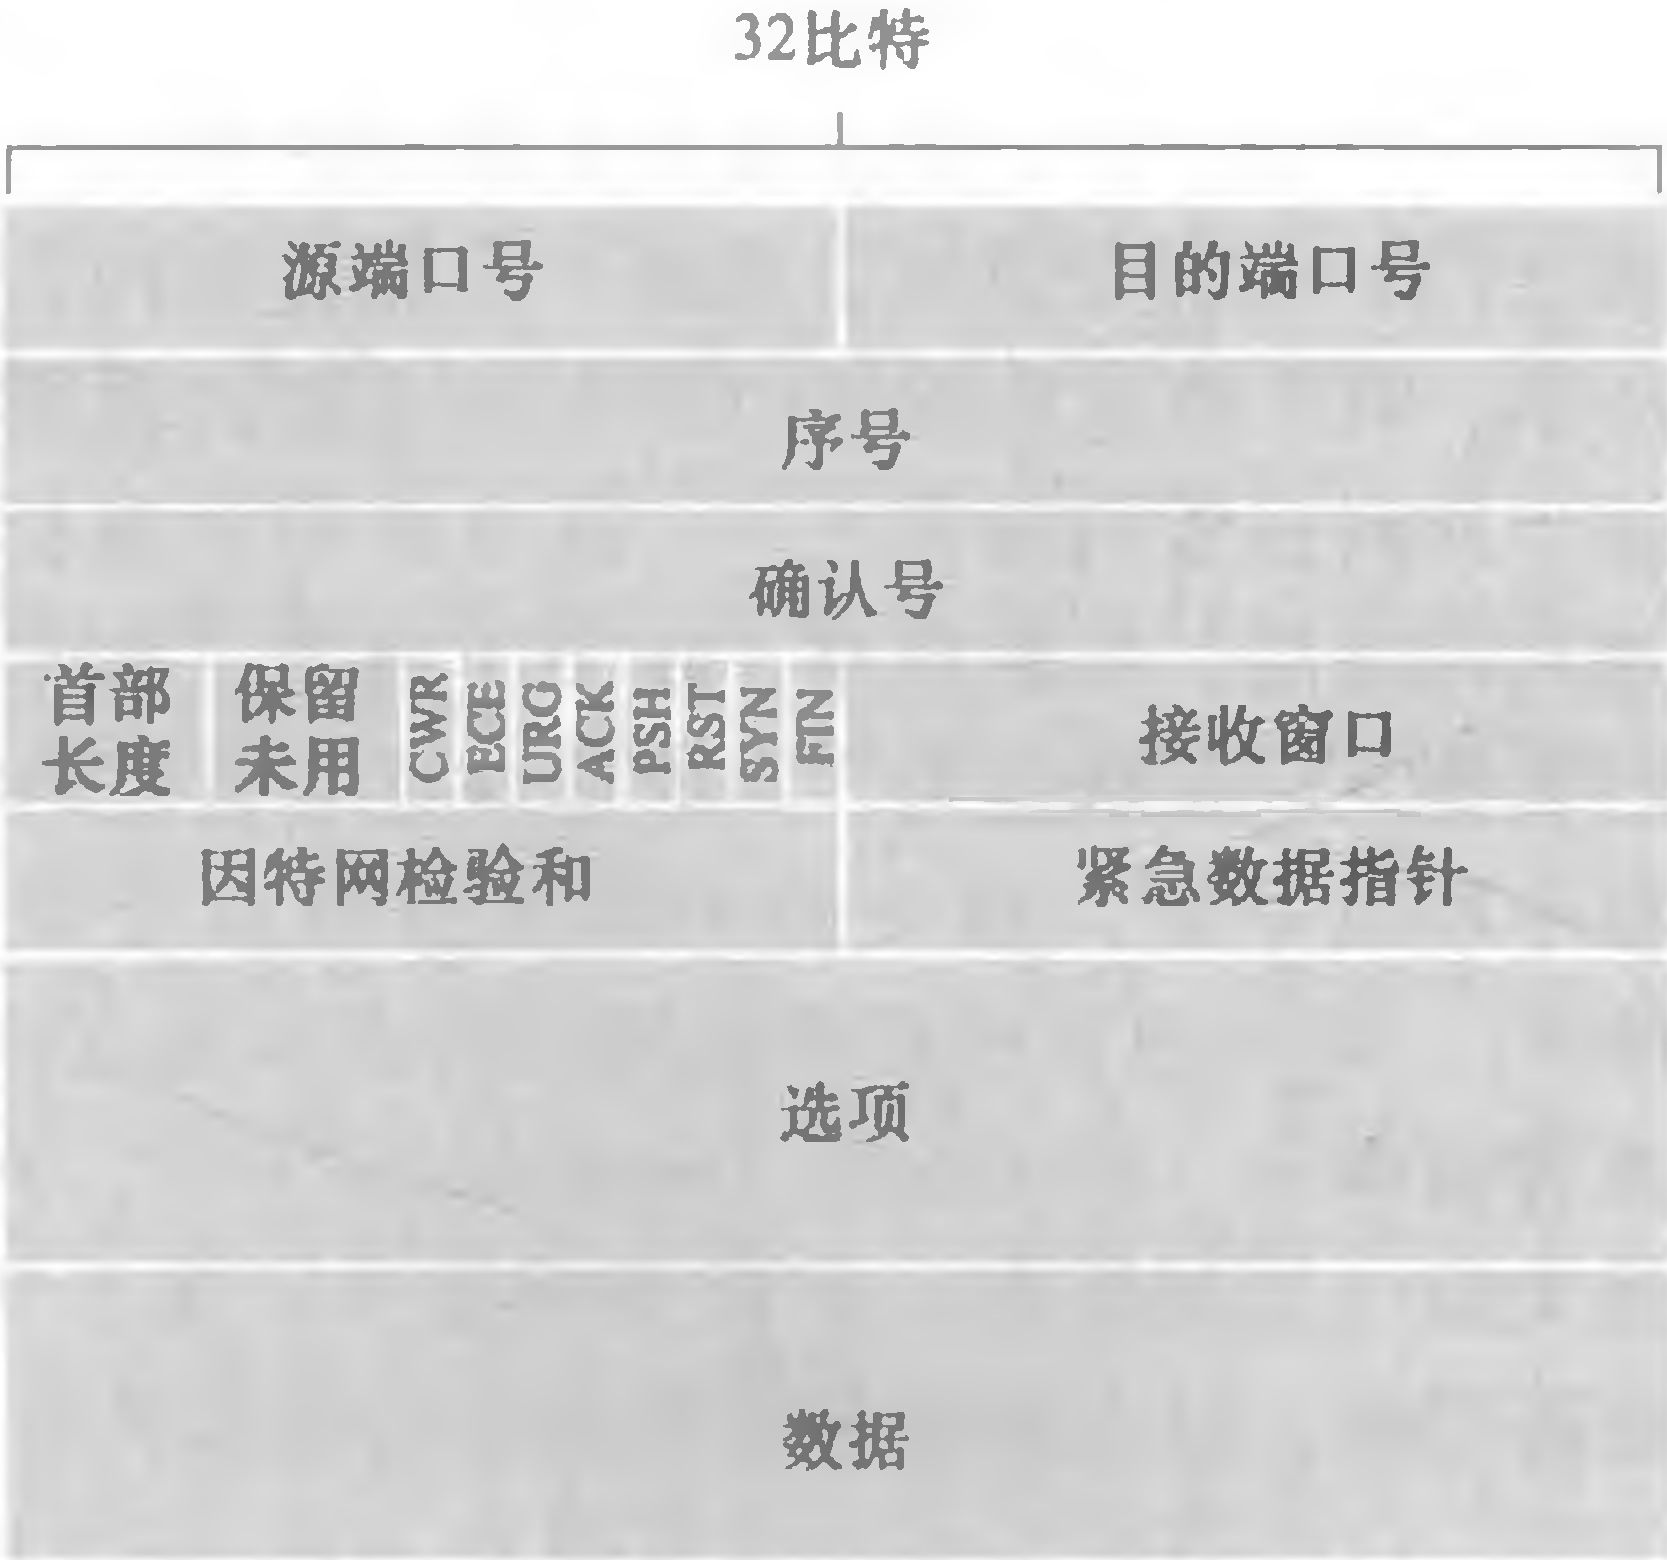 32比特
源端口号 目的端口号
序号
确认号
首部 保留 CWR ECE URG ACK PSH RST SYN FIN 接收窗口
长度 未用
因特网检验和 紧急数据指针
选项
数据